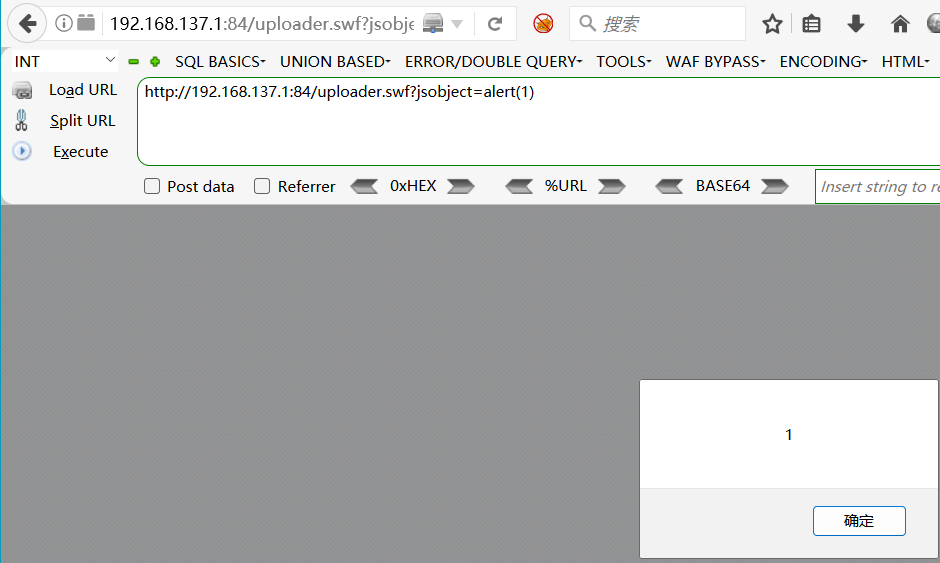 192.168.137.1:84/uploader.swf?jsobje
搜索
INT
SQL BASICS
UNION BASED
ERROR/DOUBLE QUERY
TOOLS
WAF BYPASS
ENCODING
HTML
Load URL
http://192.168.137.1:84/uploader.swf?jsobject=alert(1)
Split URL
Execute
Post data
Referrer
0xHEX
%URL
BASE64
Insert string to re
1
确定